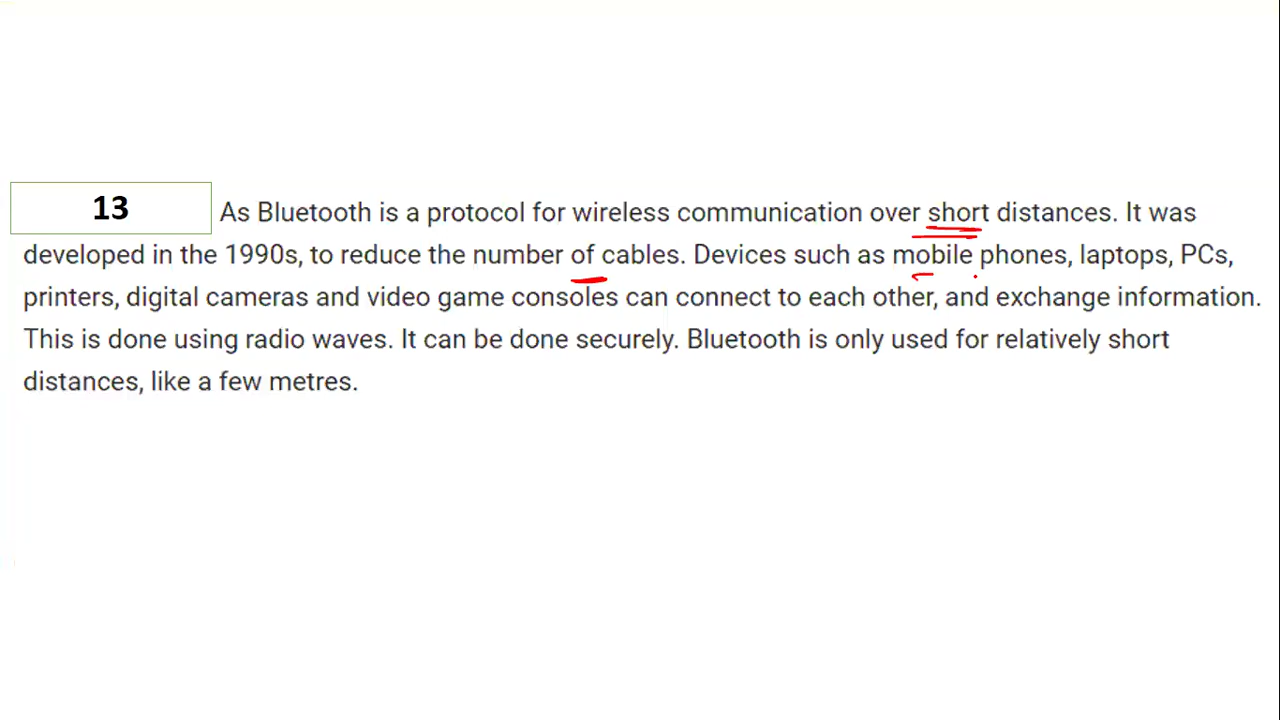 13 As Bluetooth is a protocol for wireless communication over short distances. It was
developed in the 1990s, to reduce the number of cables. Devices such as mobile phones, laptops, PCs,
printers, digital cameras and video game consoles can connect to each other, and exchange information.
This is done using radio waves. It can be done securely. Bluetooth is only used for relatively short
distances, like a few metres.